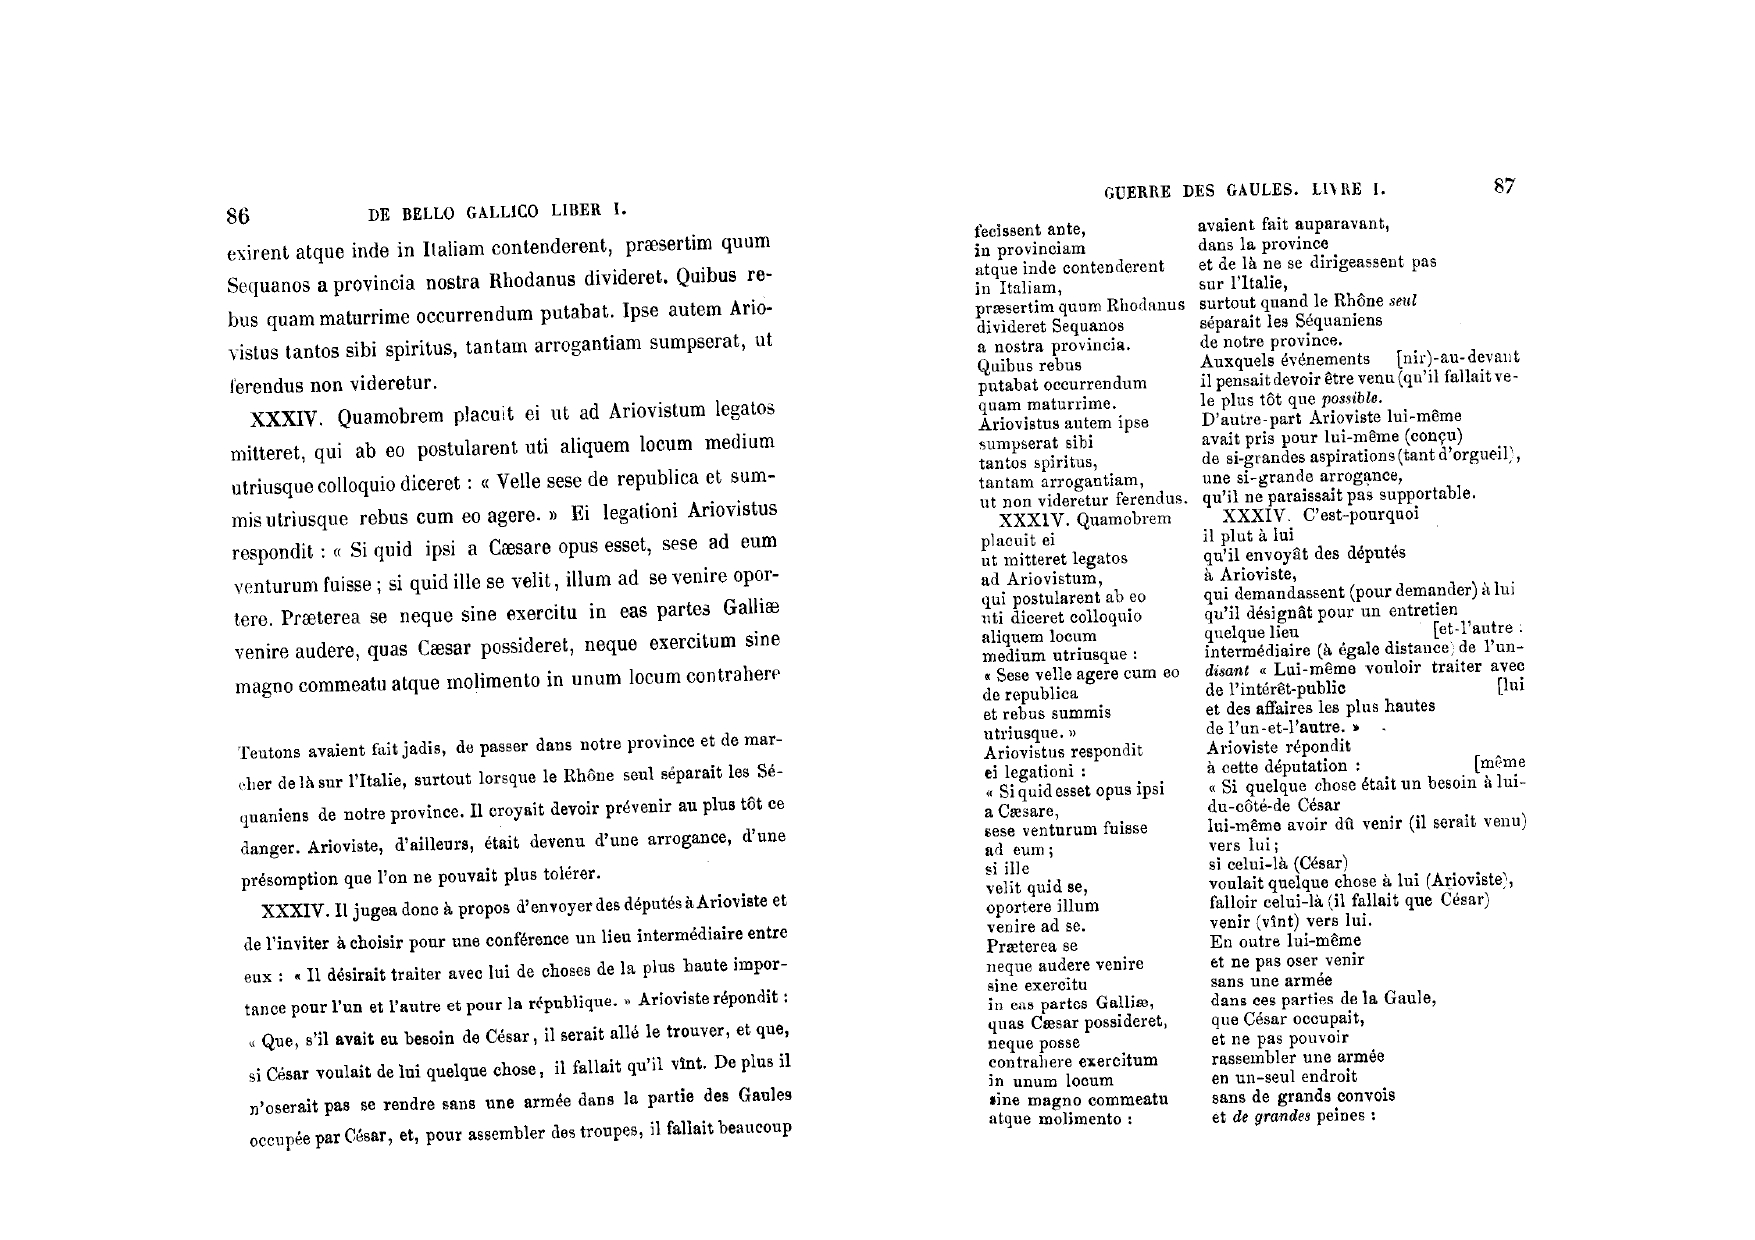 86 DE BELLO GALLICO LIBER I.
exirent atque inde in Italiam contenderent, præsertim quum
Sequanos a provincia nostra Rhodanus divideret. Quibus re-
bus quam maturrime occurrendum putabat. Ipse autem Ario-
vistus tantos sibi spiritus, tantam arrogantiam sumpserat, ut
ferendus non videretur.
XXXIV. Quamobrem placuit ei ut ad Ariovistum legatos
mitteret, qui ab eo postularent uti aliquem locum medium
utriusque colloquio diceret : « Velle sese de republica et sum-
mis utriusque rebus cum eo agere. » Ei legationi Ariovistus
respondit : « Si quid ipsi a Cæsare opus esset, sese ad eum
venturum fuisse ; si quid ille se velit, illum ad se venire opor-
tere. Præterea se neque sine exercitu in eas partes Galliæ
venire audere, quas Cæsar possideret, neque exercitum sine
magno commeatu atque molimento in unum locum contrahere
Teutons avaient fait jadis, de passer dans notre province et de mar-
cher de là sur l'Italie, surtout lorsque le Rhône seul séparait les Sé-
quaniens de notre province. Il croyait devoir prévenir au plus tôt ce
danger. Arioviste, d'ailleurs, était devenu d'une arrogance, d'une
présomption que l'on ne pouvait plus tolérer.
XXXIV. Il jugea donc à propos d'envoyer des députés à Arioviste et
de l'inviter à choisir pour une conférence un lieu intermédiaire entre
eux : « Il désirait traiter avec lui de choses de la plus haute impor-
tance pour l'un et l'autre et pour la république. » Arioviste répondit :
« Que, s'il avait eu besoin de César, il serait allé le trouver, et que,
si César voulait de lui quelque chose, il fallait qu'il vînt. De plus il
n'oserait pas se rendre sans une armée dans la partie des Gaules
occupée par César, et, pour assembler des troupes, il fallait beaucoup
GUERRE DES GAULES. LIVRE I. 87
fecissent ante,
in provinciam
atque inde contenderent
in Italiam,
præsertim quum Rhodanus
divideret Sequanos
a nostra provincia.
Quibus rebus
putabat occurrendum
quam maturrime.
Ariovistus autem ipse
sumpserat sibi
tantos spiritus,
tantam arrogantiam,
ut non videretur ferendus.
XXXIV. Quamobrem
placuit ei
ut mitteret legatos
ad Ariovistum,
qui postularent ab eo
uti diceret colloquio
aliquem locum
medium utriusque :
« Sese velle agere cum eo
de republica
et rebus summis
utriusque. »
Ariovistus respondit
ei legationi :
« Si quid esset opus ipsi
a Cæsare,
sese venturum fuisse
ad eum ;
si ille
velit quid se,
oportere illum
venire ad se.
Præterea se
neque audere venire
sine exercitu
in eas partes Galliæ,
quas Cæsar possideret,
neque posse
contrahere exercitum
in unum locum
sine magno commeatu
atque molimento :
avaient fait auparavant,
dans la province
et de là ne se dirigeassent pas
sur l'Italie,
surtout quand le Rhône seul
séparait les Séquaniens
de notre province.
Auxquels événements [nir)-au-devant
il pensait devoir être venu (qu'il fallait ve-
le plus tôt que possible.
D'autre-part Arioviste lui-même
avait pris pour lui-même (conçu)
de si-grandes aspirations (tant d'orgueil),
une si-grande arrogance,
qu'il ne paraissait pas supportable.
XXXIV. C'est-pourquoi
il plut à lui
qu'il envoyât des députés
à Arioviste,
qui demandassent (pour demander) à lui
qu'il désignât pour un entretien
quelque lieu [et-l'autre :
intermédiaire (à égale distance) de l'un-
disant « Lui-même vouloir traiter avec
de l'intérêt-public [lui
et des affaires les plus hautes
de l'un-et-l'autre. »
Arioviste répondit
à cette députation : [même
« Si quelque chose était un besoin à lui-
du-côté-de César
lui-même avoir dû venir (il serait venu)
vers lui ;
si celui-là (César)
voulait quelque chose à lui (Arioviste),
falloir celui-là (il fallait que César)
venir (vînt) vers lui.
En outre lui-même
et ne pas oser venir
sans une armée
dans ces parties de la Gaule,
que César occupait,
et ne pas pouvoir
rassembler une armée
en un-seul endroit
sans de grands convois
et de grandes peines :